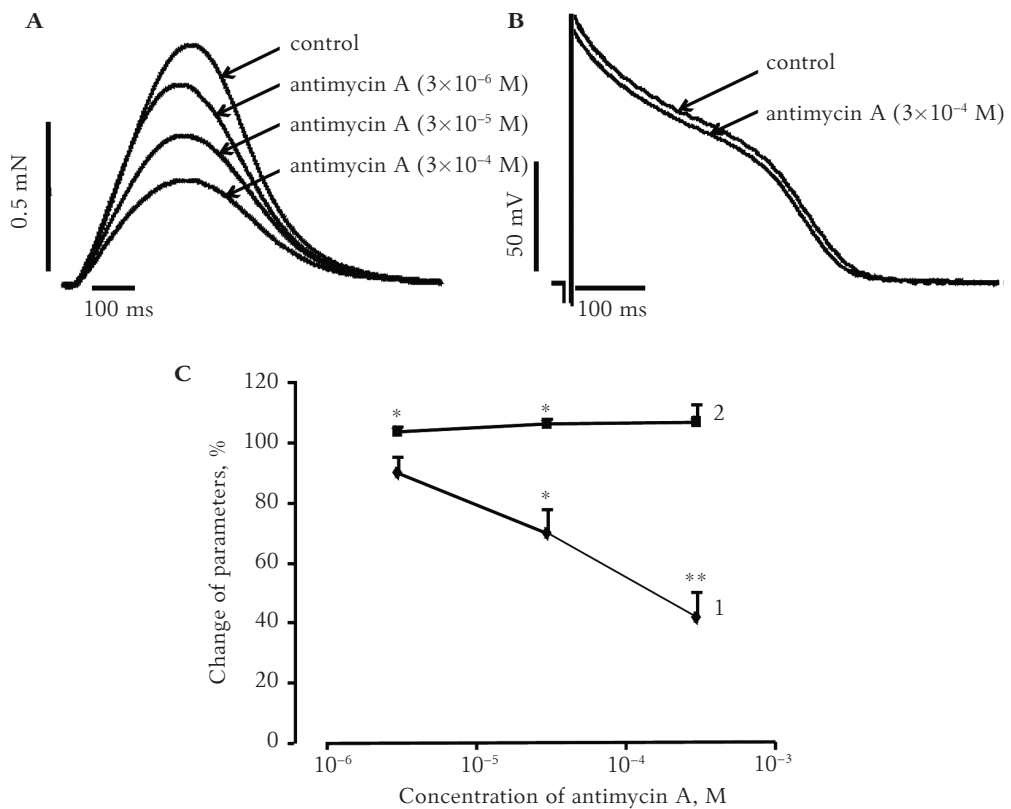 A
control
antimycin A (3×10⁻⁶ M)
antimycin A (3×10⁻⁵ M)
antimycin A (3×10⁻⁴ M)
0.5 mN
100 ms
B
control
antimycin A (3×10⁻⁴ M)
50 mV
100 ms
C
Change of parameters, %
120
100
80
60
40
20
0
* * 2
* ** 1
10⁻⁶ 10⁻⁵ 10⁻⁴ 10⁻³
Concentration of antimycin A, M